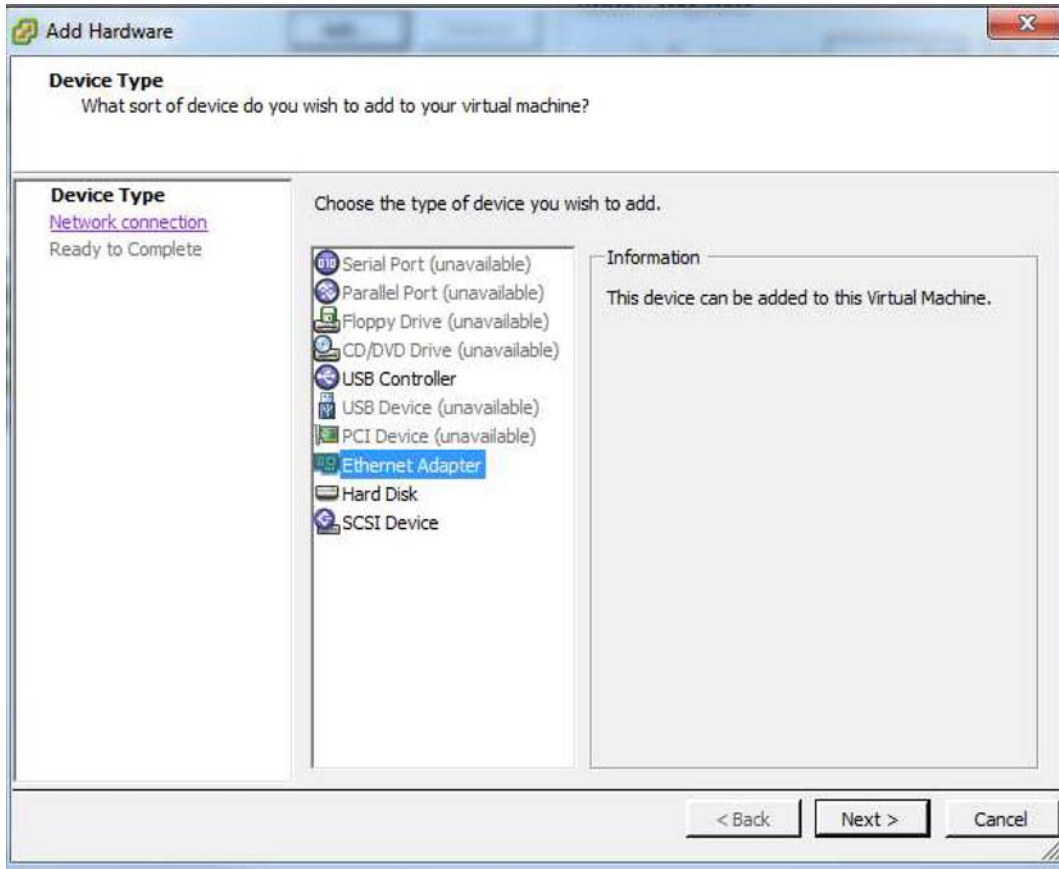 Add Hardware
Device Type
What sort of device do you wish to add to your virtual machine?
Device Type
Network connection
Ready to Complete
Choose the type of device you wish to add.
Serial Port (unavailable)
Parallel Port (unavailable)
Floppy Drive (unavailable)
CD/DVD Drive (unavailable)
USB Controller
USB Device (unavailable)
PCI Device (unavailable)
Ethernet Adapter
Hard Disk
SCSI Device
Information
This device can be added to this Virtual Machine.
< Back
Next >
Cancel